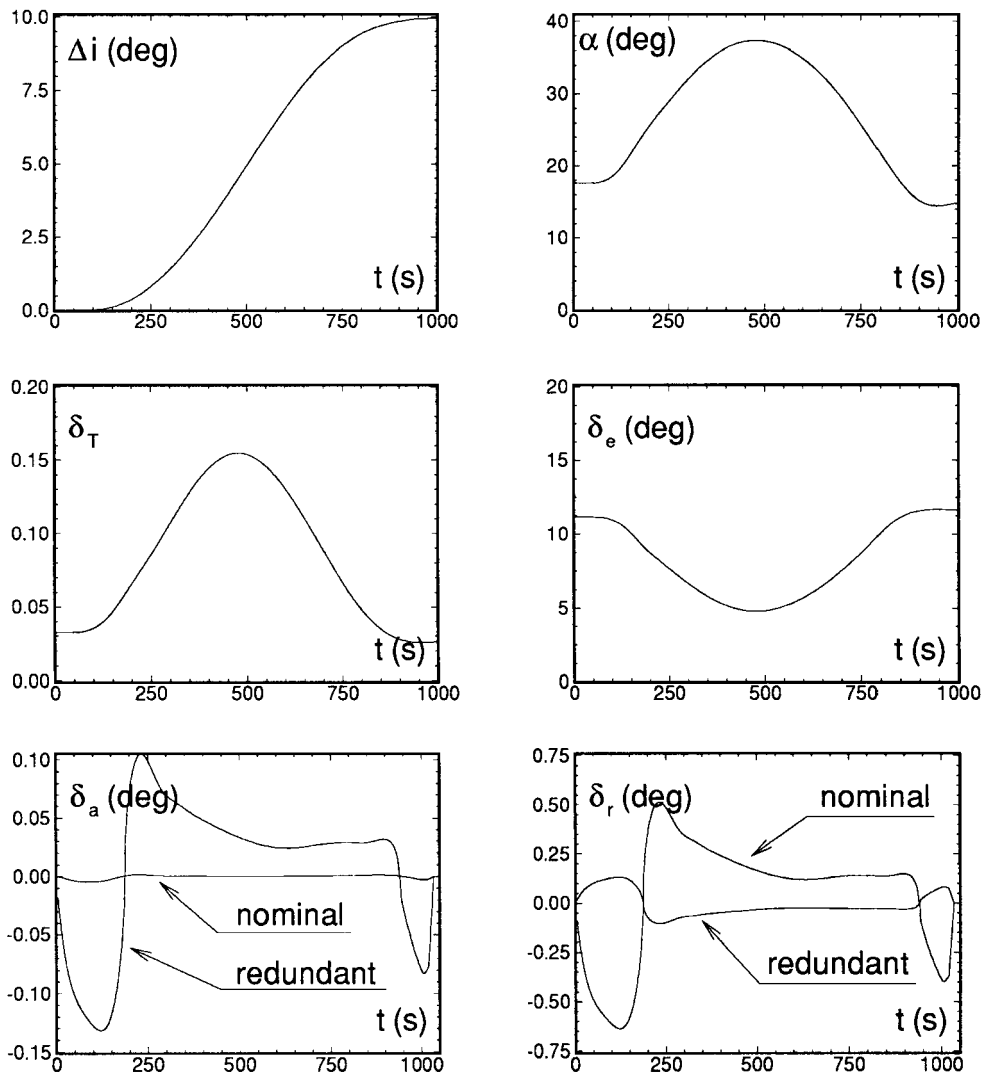 Δi (deg)
10.0
7.5
5.0
2.5
0.0
t (s)
0 250 500 750 1000
α (deg)
40
30
20
10
0
t (s)
0 250 500 750 1000
δT
0.20
0.15
0.10
0.05
0.00
t (s)
0 250 500 750 1000
δe (deg)
20
15
10
5
0
t (s)
0 250 500 750 1000
δa (deg)
0.10
0.05
0.00
-0.05
-0.10
-0.15
nominal
redundant
t (s)
0 250 500 750 1000
δr (deg)
0.75
0.50
0.25
0.00
-0.25
-0.50
-0.75
nominal
redundant
t (s)
0 250 500 750 1000